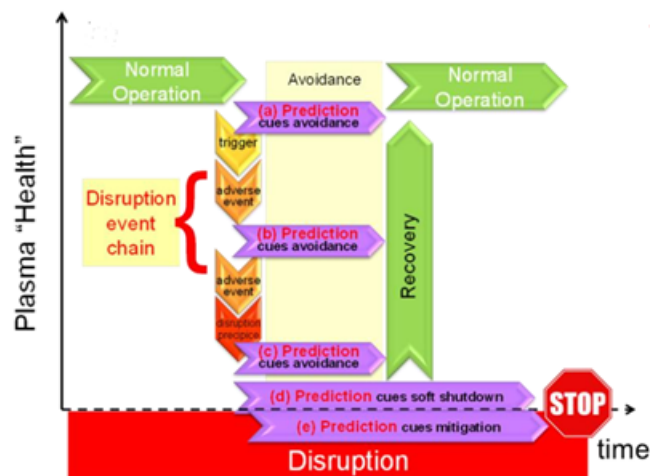 Plasma “Health”
Normal
Operation
Avoidance
Normal
Operation
(a) Prediction
cues avoidance
trigger
adverse
event
Disruption
event
chain
(b) Prediction
cues avoidance
adverse
event
disruption
precipice
(c) Prediction
cues avoidance
Recovery
(d) Prediction cues soft shutdown
STOP
(e) Prediction cues mitigation
time
Disruption